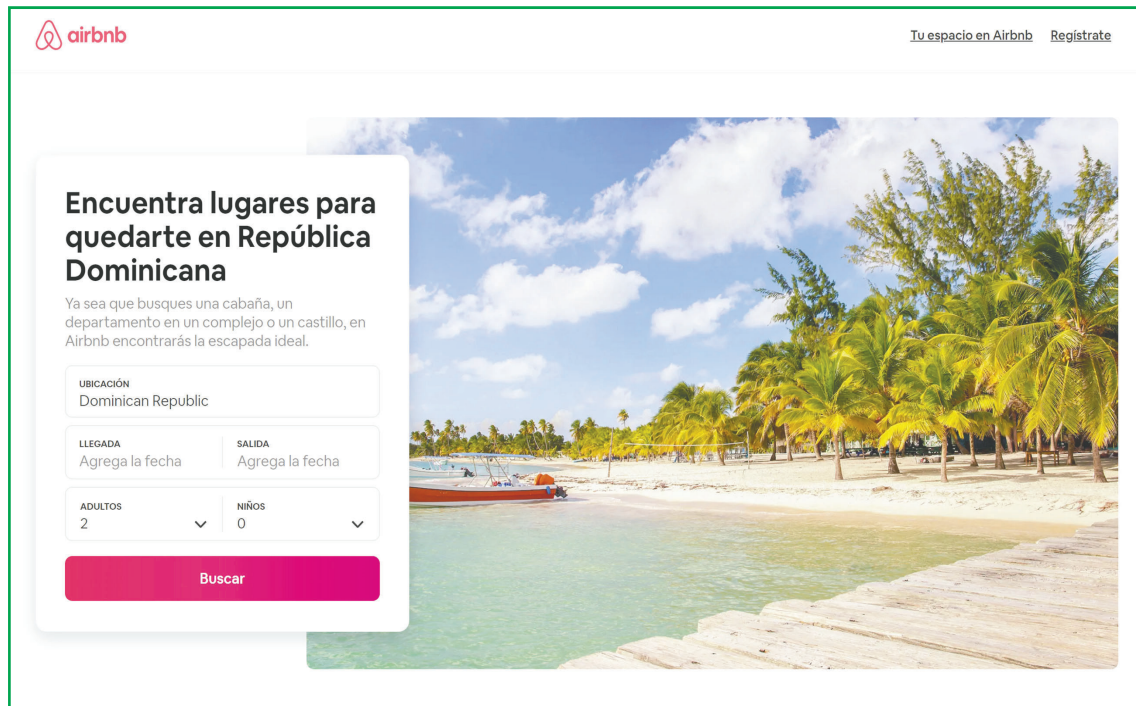 airbnb
Tu espacio en Airbnb Regístrate
Encuentra lugares para
quedarte en República
Dominicana
Ya sea que busques una cabaña, un
departamento en un complejo o un castillo, en
Airbnb encontrarás la escapada ideal.
UBICACIÓN
Dominican Republic
LLEGADA SALIDA
Agrega la fecha Agrega la fecha
ADULTOS NIÑOS
2 0
Buscar